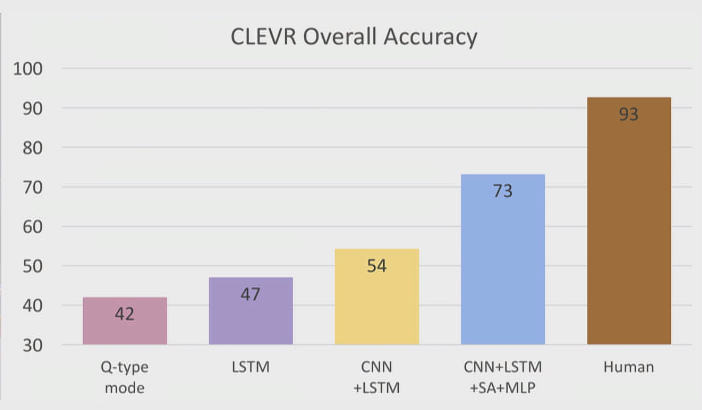 CLEVR Overall Accuracy
100
90
80
70
60
50
40
30
42
47
54
73
93
Q-type
mode
LSTM
CNN
+LSTM
CNN+LSTM
+SA+MLP
Human